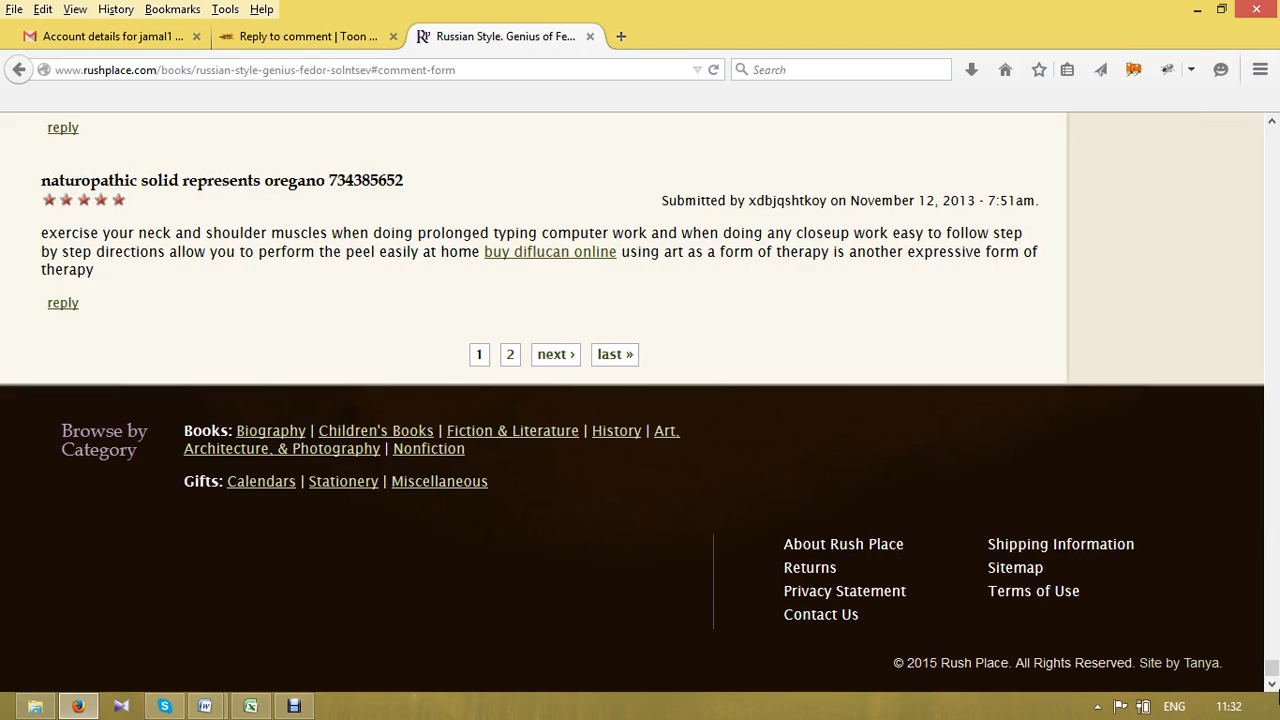 File Edit View History Bookmarks Tools Help
Account details for jamal1 ... Reply to comment | Toon ... Russian Style. Genius of Fe...
www.rushplace.com/books/russian-style-genius-fedor-solntsev#comment-form Search
reply
naturopathic solid represents oregano 734385652
Submitted by xdbjqshtkoy on November 12, 2013 - 7:51am.
exercise your neck and shoulder muscles when doing prolonged typing computer work and when doing any closeup work easy to follow step
by step directions allow you to perform the peel easily at home buy diflucan online using art as a form of therapy is another expressive form of
therapy
reply
1 2 next › last »
Browse by
Category
Books: Biography | Children's Books | Fiction & Literature | History | Art,
Architecture, & Photography | Nonfiction
Gifts: Calendars | Stationery | Miscellaneous
About Rush Place Shipping Information
Returns Sitemap
Privacy Statement Terms of Use
Contact Us
© 2015 Rush Place. All Rights Reserved. Site by Tanya.
ENG 11:32